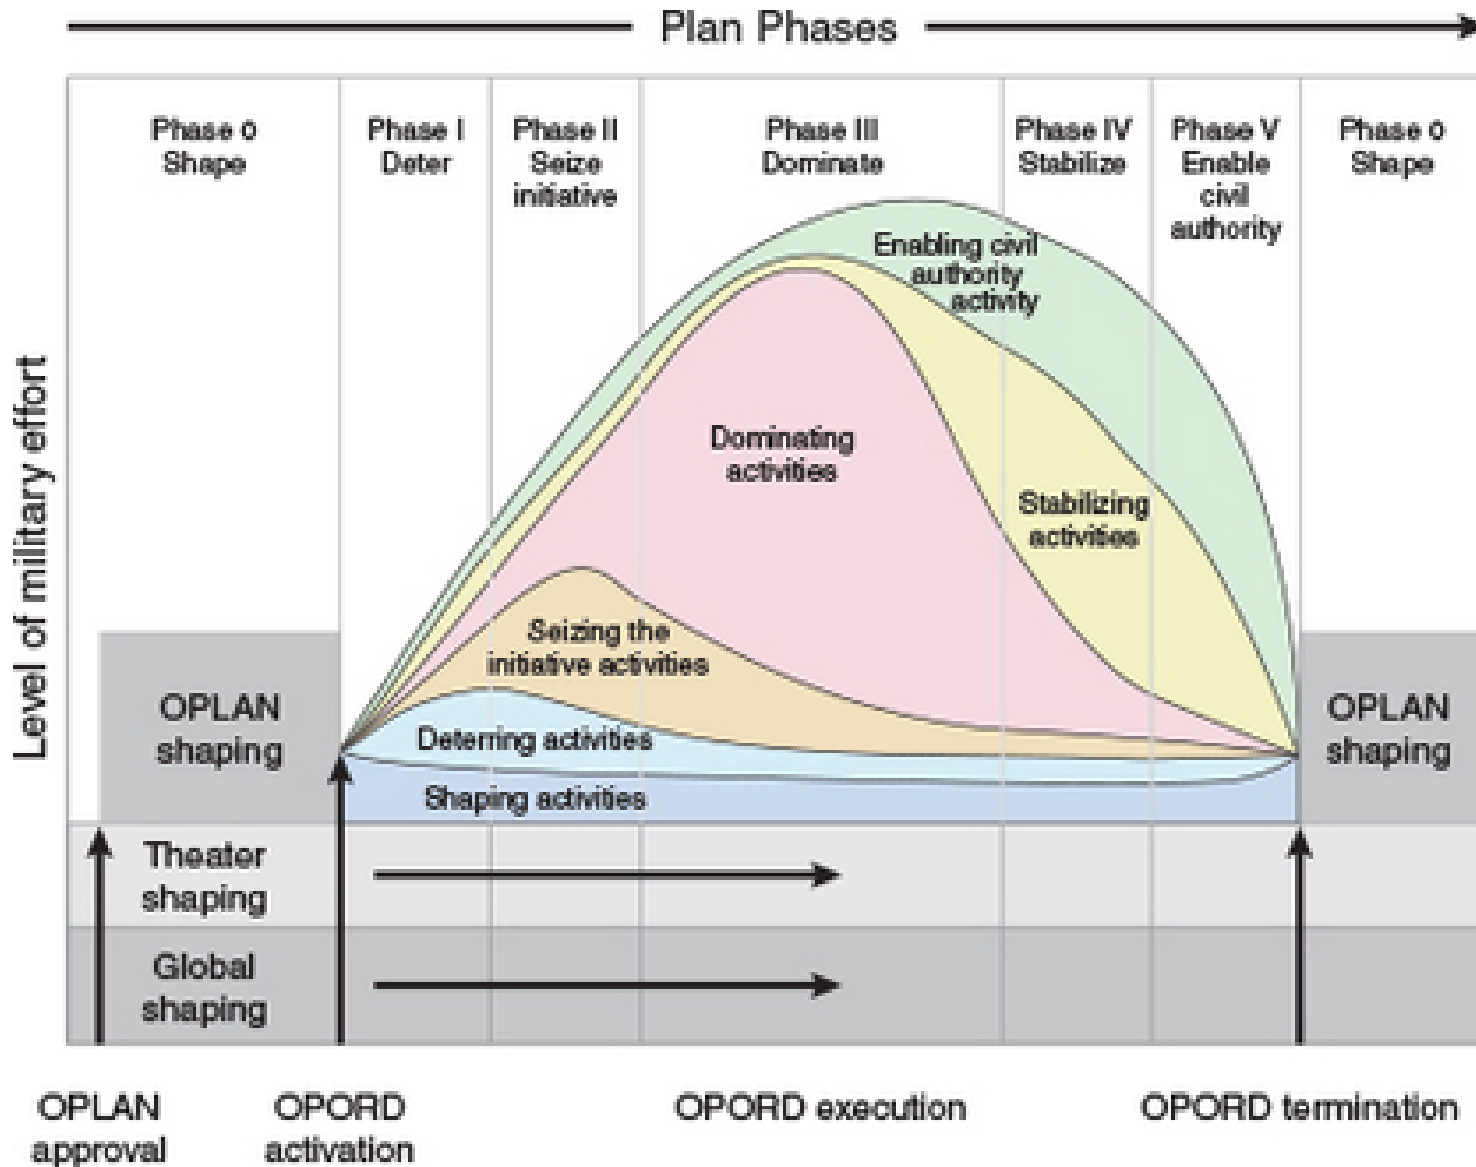 Plan Phases
Phase 0
Shape
Phase I
Deter
Phase II
Seize
initiative
Phase III
Dominate
Phase IV
Stabilize
Phase V
Enable
civil
authority
Phase 0
Shape
Level of military effort
Enabling civil
authority
activity
Dominating
activities
Stabilizing
activities
Seizing the
initiative activities
Deterring activities
Shaping activities
OPLAN
shaping
OPLAN
shaping
Theater
shaping
Global
shaping
OPLAN
approval
OPORD
activation
OPORD execution
OPORD termination